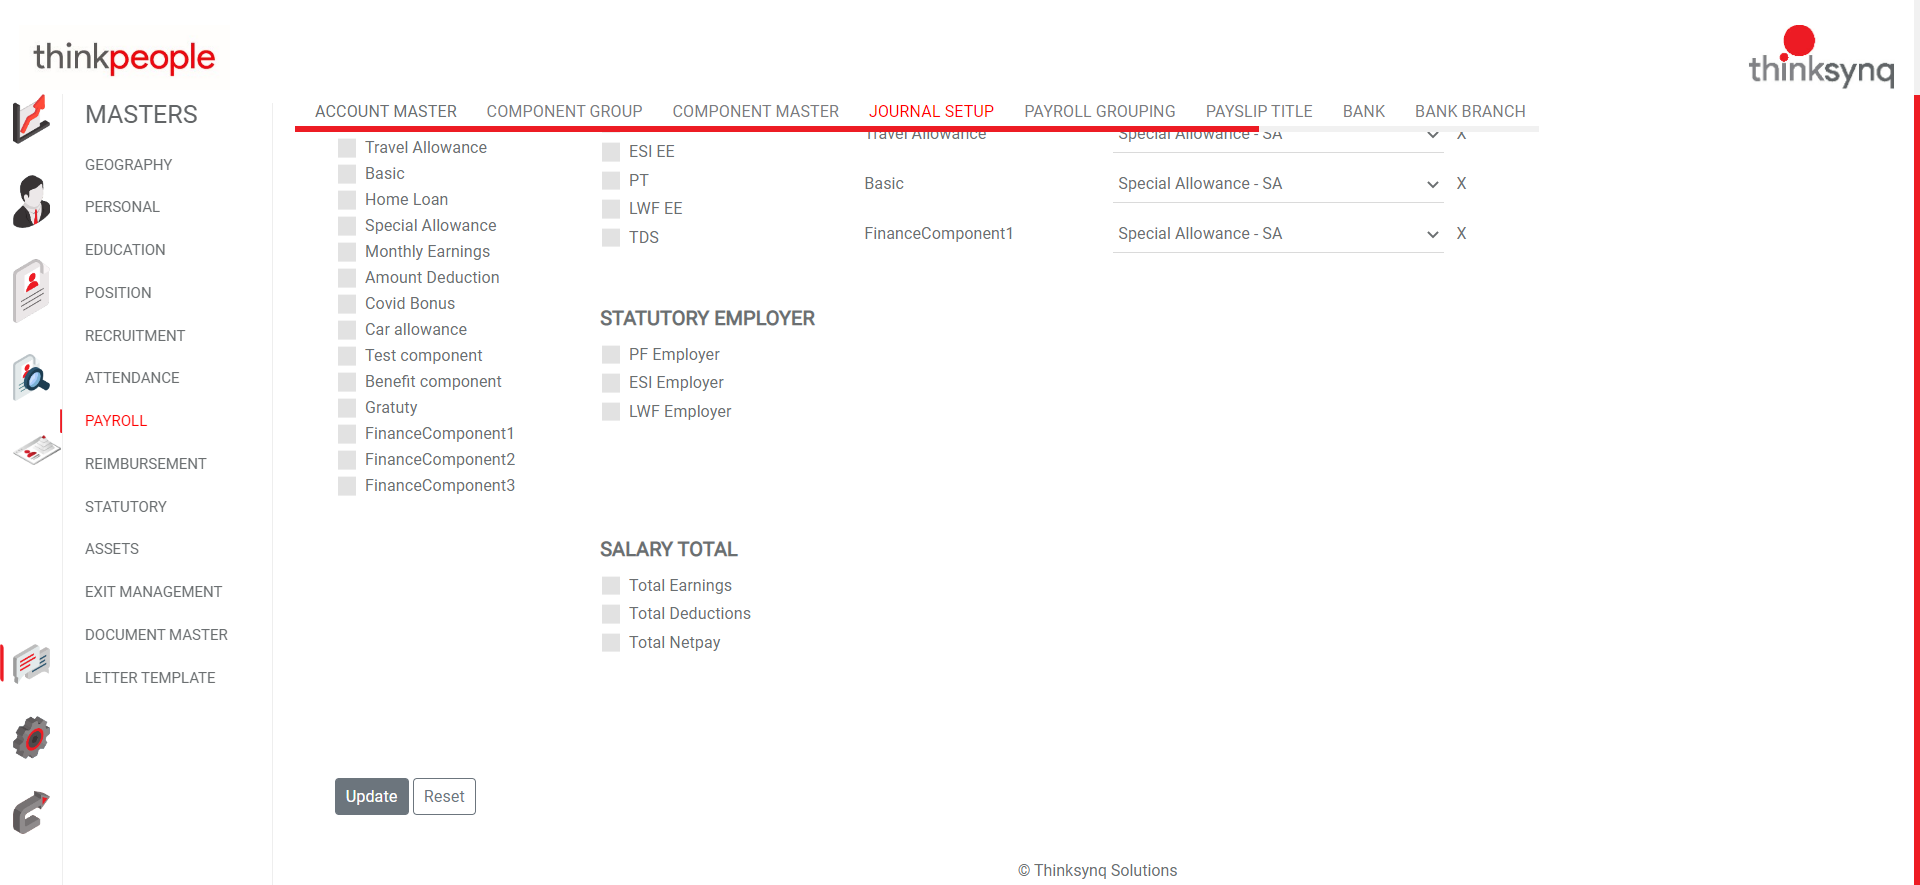 thinkpeople
thinksynq
MASTERS
GEOGRAPHY
PERSONAL
EDUCATION
POSITION
RECRUITMENT
ATTENDANCE
PAYROLL
REIMBURSEMENT
STATUTORY
ASSETS
EXIT MANAGEMENT
DOCUMENT MASTER
LETTER TEMPLATE
ACCOUNT MASTER COMPONENT GROUP COMPONENT MASTER JOURNAL SETUP PAYROLL GROUPING PAYSLIP TITLE BANK BANK BRANCH
Travel Allowance
Basic
Home Loan
Special Allowance
Monthly Earnings
Amount Deduction
Covid Bonus
Car allowance
Test component
Benefit component
Gratuty
FinanceComponent1
FinanceComponent2
FinanceComponent3
ESI EE
PT
LWF EE
TDS
STATUTORY EMPLOYER
PF Employer
ESI Employer
LWF Employer
SALARY TOTAL
Total Earnings
Total Deductions
Total Netpay
Travel Allowance Special Allowance - SA X
Basic Special Allowance - SA X
FinanceComponent1 Special Allowance - SA X
Update Reset
© Thinksynq Solutions